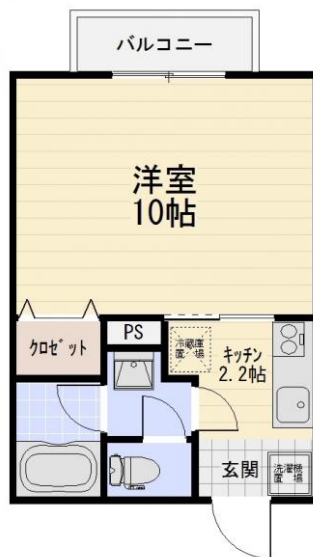 バルコニー
洋室
10帖
クロゼット
PS
冷蔵庫
置場
キッチン
2.2帖
玄関
洗濯機
置場